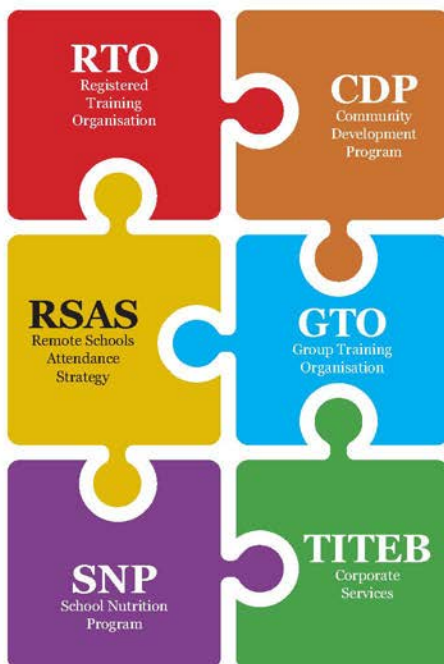 RTO
Registered
Training
Organisation
CDP
Community
Development
Program
RSAS
Remote Schools
Attendance
Strategy
GTO
Group Training
Organisation
SNP
School Nutrition
Program
TITEB
Corporate
Services